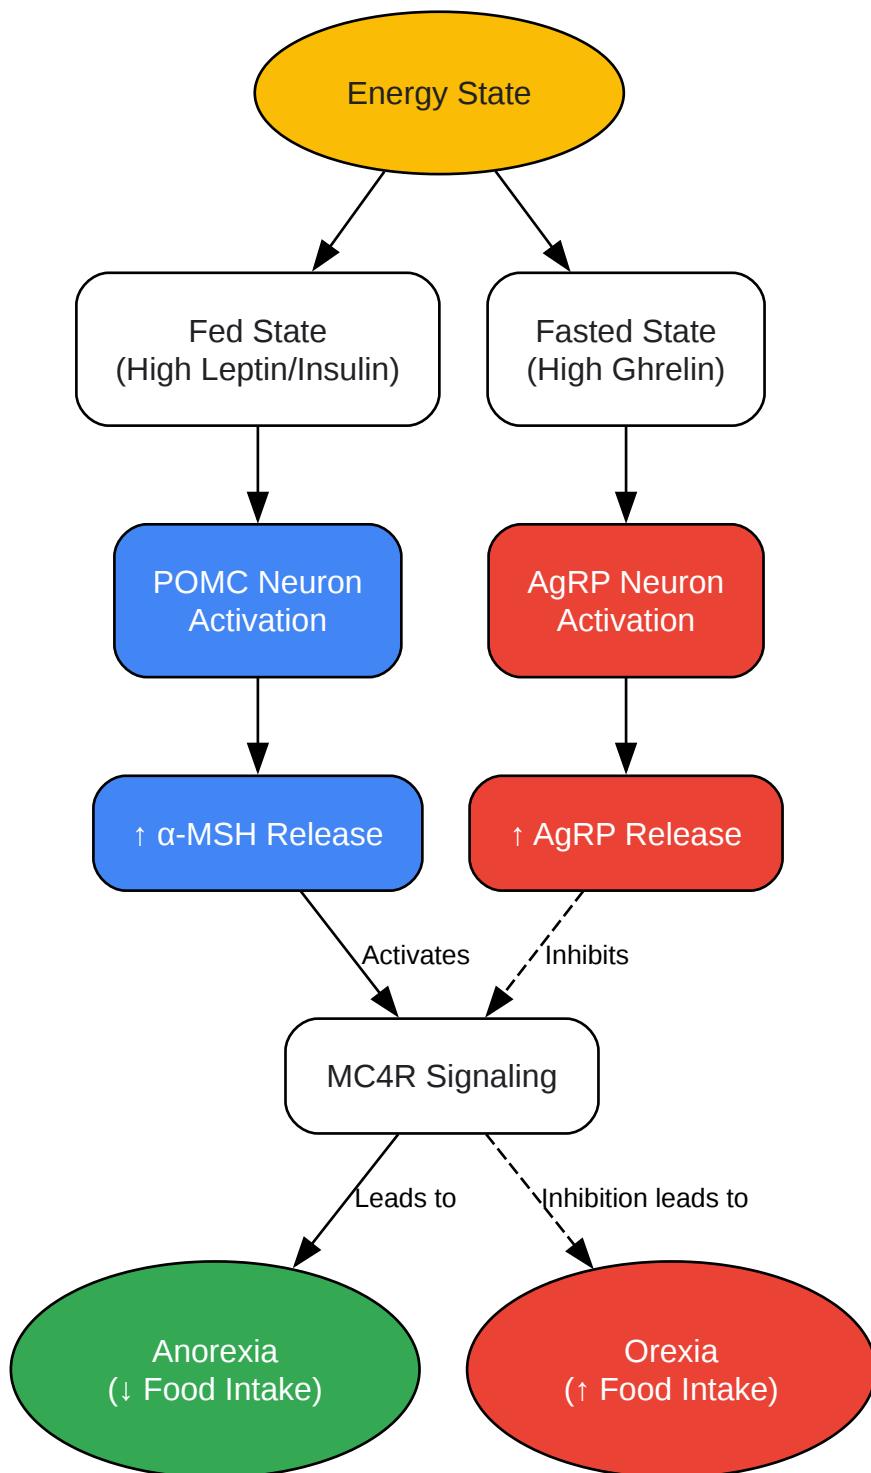 Energy State
Fed State
(High Leptin/Insulin)
Fasted State
(High Ghrelin)
POMC Neuron
Activation
AgRP Neuron
Activation
↑ α-MSH Release
↑ AgRP Release
Activates
Inhibits
MC4R Signaling
Leads to
Inhibition leads to
Anorexia
(↓ Food Intake)
Orexia
(↑ Food Intake)